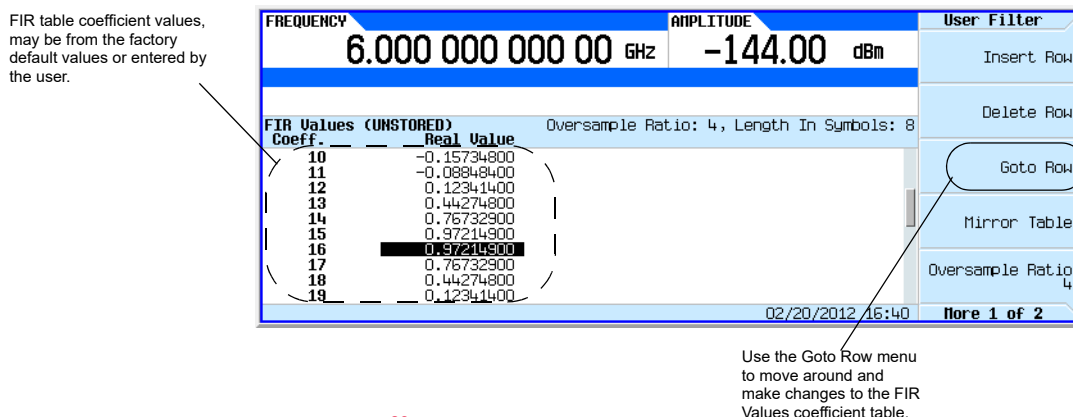 FIR table coefficient values,
may be from the factory
default values or entered by
the user.
FREQUENCY
6.000 000 000 00 GHz
AMPLITUDE
-144.00 dBm
FIR Values (UNSTORED) Oversample Ratio: 4, Length In Symbols: 8
Coeff. Real Value
10 -0.15734800
11 -0.08848400
12 0.12341400
13 0.44274800
14 0.76732900
15 0.97214900
16 0.97214900
17 0.76732900
18 0.44274800
19 0.12341400
02/20/2012 16:40
User Filter
Insert Row
Delete Row
Goto Row
Mirror Table
Oversample Ratio
4
More 1 of 2
Use the Goto Row menu
to move around and
make changes to the FIR
Values coefficient table.